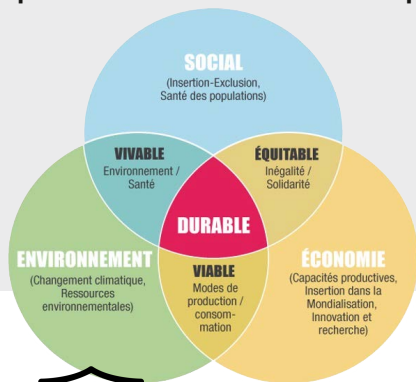 SOCIAL
(Insertion-Exclusion,
Santé des populations)
VIVABLE
Environnement /
Santé
ÉQUITABLE
Inégalité /
Solidarité
DURABLE
ENVIRONNEMENT
(Changement climatique,
Ressources
environnementales)
VIABLE
Modes de
production /
consom-
mation
ÉCONOMIE
(Capacités productives,
Insertion dans la
Mondialisation,
Innovation et
recherche)